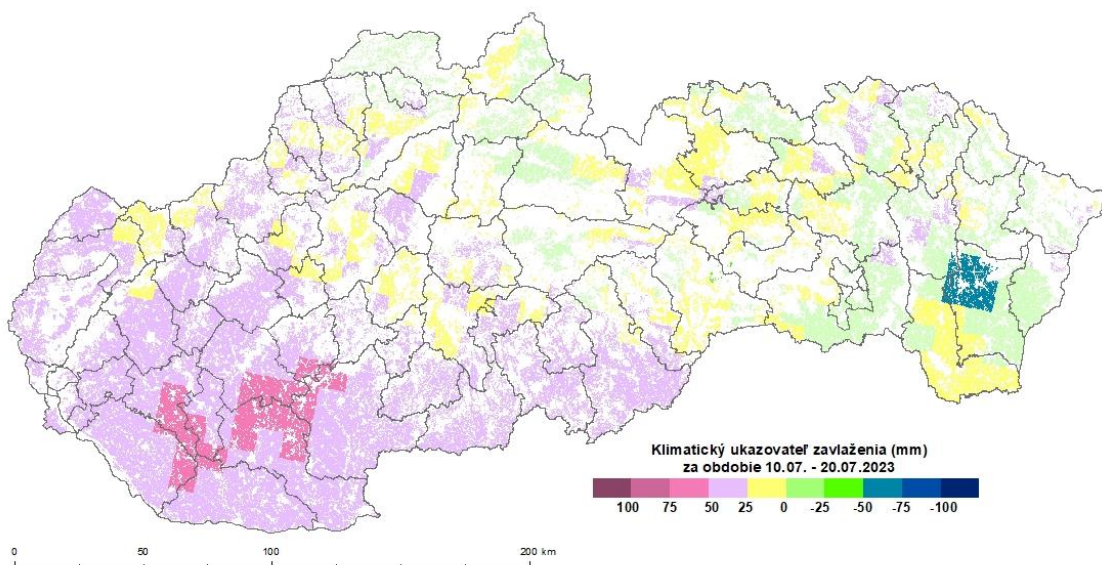 Klimatický ukazovateľ zavlaženia (mm)
za obdobie 10.07. - 20.07.2023
100 75 50 25 0 -25 -50 -75 -100
0 50 100 200 km